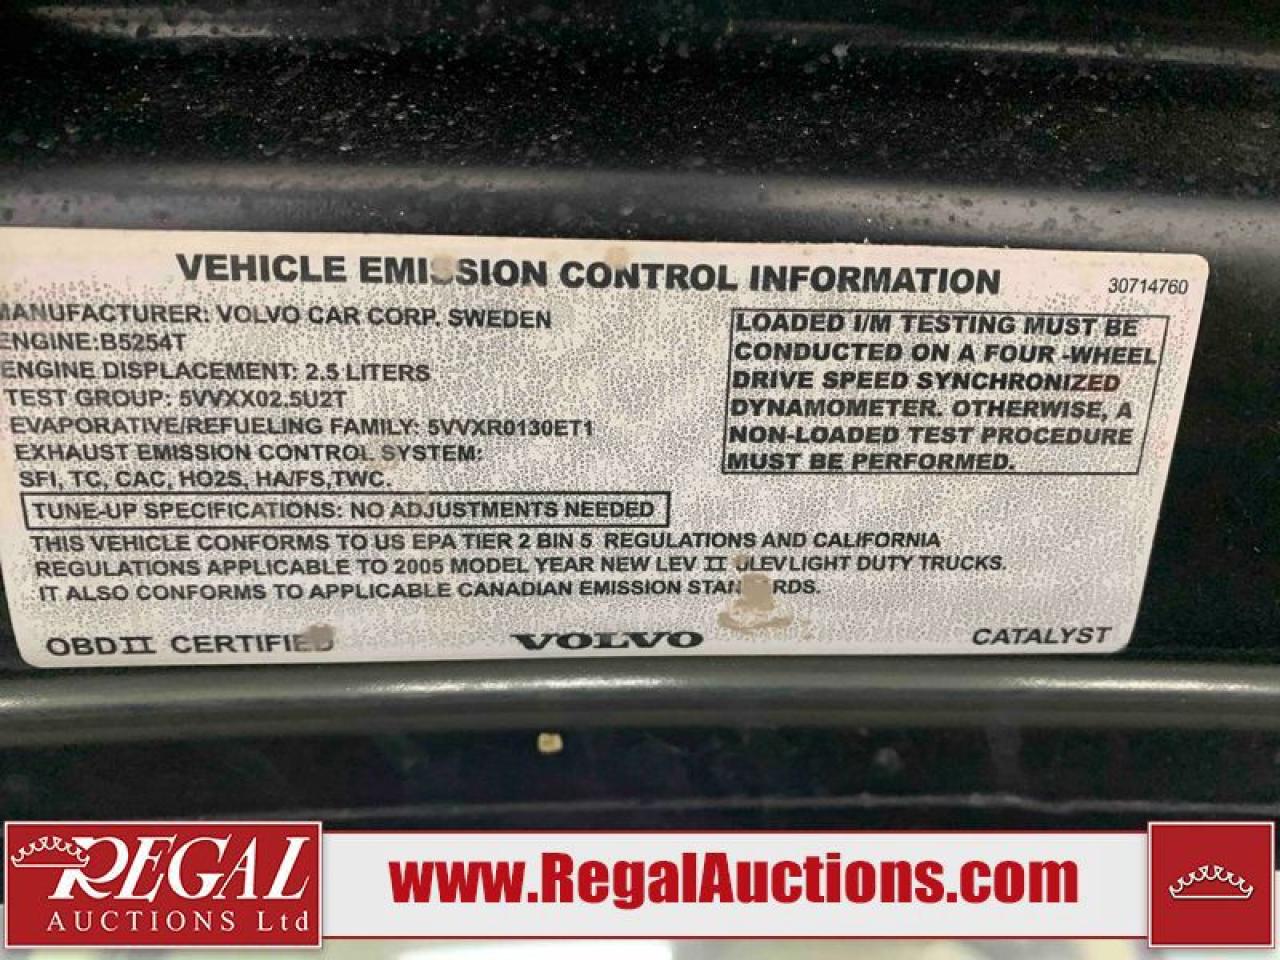 VEHICLE EMISSION CONTROL INFORMATION
30714760
MANUFACTURER: VOLVO CAR CORP. SWEDEN
ENGINE:B5254T
ENGINE DISPLACEMENT: 2.5 LITERS
TEST GROUP: 5VVXX02.5U2T
EVAPORATIVE/REFUELING FAMILY: 5VVXR0130ET1
EXHAUST EMISSION CONTROL SYSTEM:
SFI, TC, CAC, HO2S, HA/FS,TWC.
LOADED I/M TESTING MUST BE
CONDUCTED ON A FOUR -WHEEL
DRIVE SPEED SYNCHRONIZED
DYNAMOMETER. OTHERWISE, A
NON-LOADED TEST PROCEDURE
MUST BE PERFORMED.
TUNE-UP SPECIFICATIONS: NO ADJUSTMENTS NEEDED
THIS VEHICLE CONFORMS TO US EPA TIER 2 BIN 5 REGULATIONS AND CALIFORNIA
REGULATIONS APPLICABLE TO 2005 MODEL YEAR NEW LEV II ULEV LIGHT DUTY TRUCKS.
IT ALSO CONFORMS TO APPLICABLE CANADIAN EMISSION STANDARDS.
OBD II CERTIFIED
VOLVO
CATALYST
REGAL
AUCTIONS Ltd
www.RegalAuctions.com